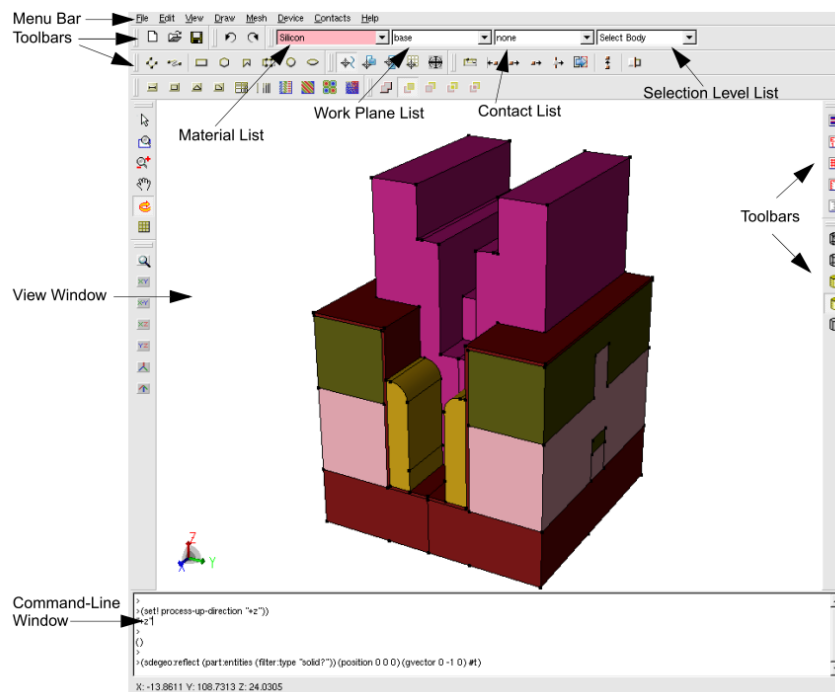 Menu Bar
File Edit View Draw Mesh Device Contacts Help
Toolbars
Silicon
base
none
Select Body
Material List
Work Plane List
Contact List
Selection Level List
Toolbars
View Window
Z
X
Y
Command-Line
Window
>
>(set! process-up-direction "+z"))
>
()
>
>(sdegeo:reflect (part:entities (filter:type "solid?")) (position 0 0 0) (gvector 0 -1 0) #t)
X: -13.8611 Y: 108.7313 Z: 24.0305